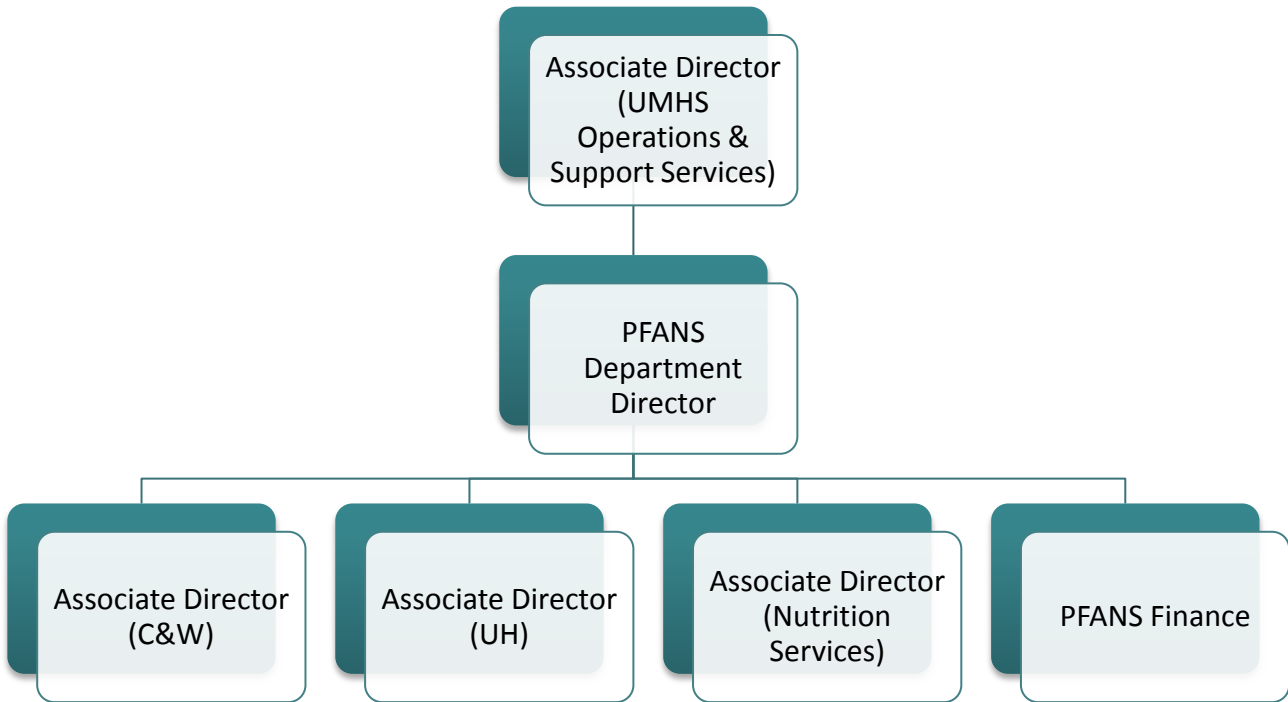 Associate Director
(UMHS
Operations &
Support Services)
PFANS
Department
Director
Associate Director
(C&W)
Associate Director
(UH)
Associate Director
(Nutrition
Services)
PFANS Finance